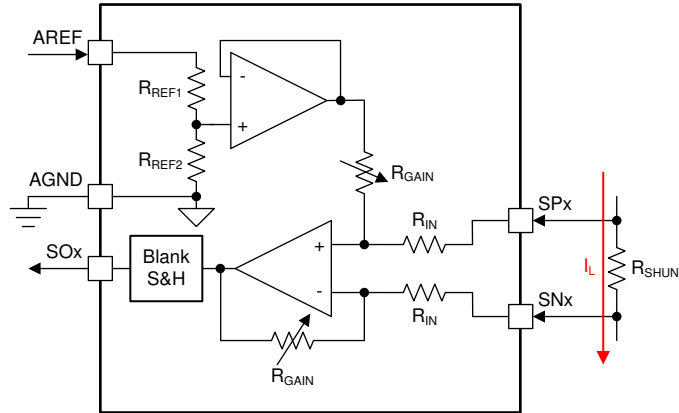 AREF
RREF1
-
+
RREF2
RGAIN
AGND
SPx
RIN
SOx
Blank
S&H
+
-
IL
RSHUN
SNx
RIN
RGAIN